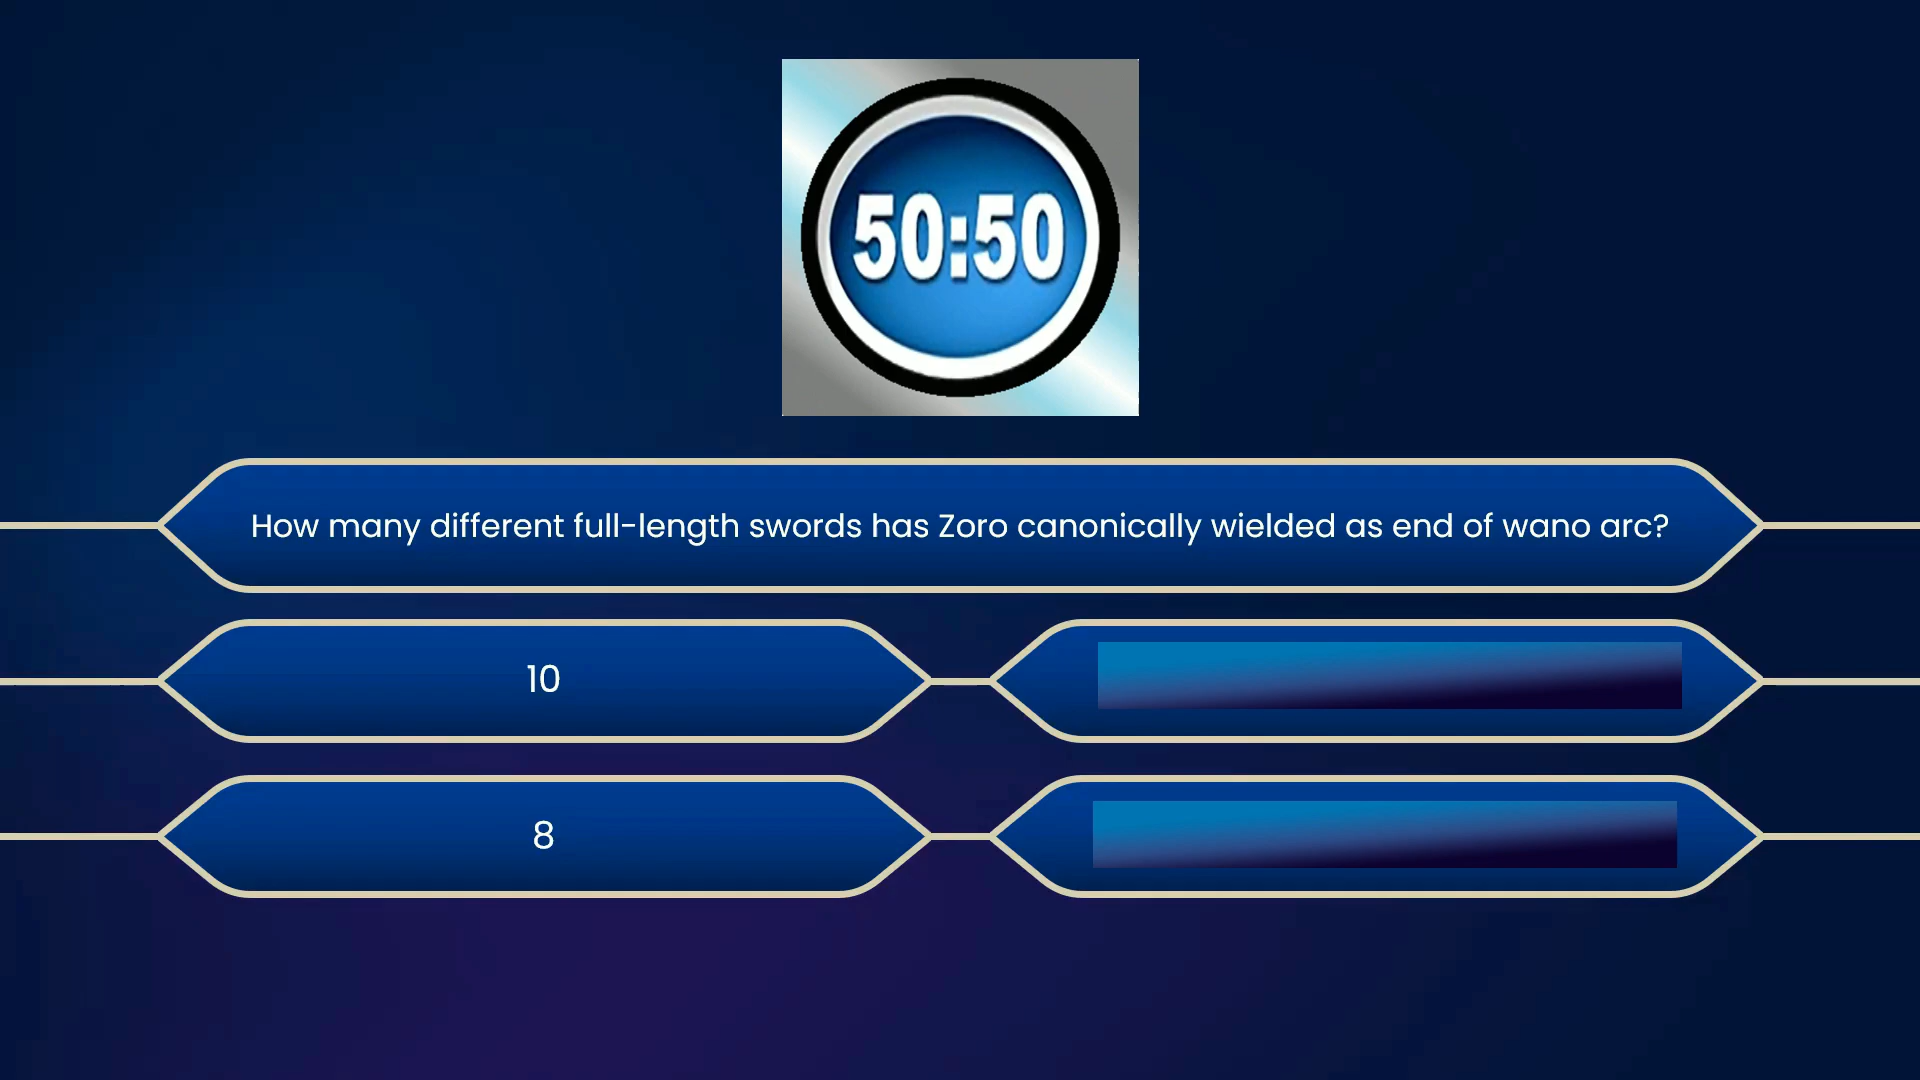 50:50
How many different full-length swords has Zoro canonically wielded as end of wano arc?
10
8